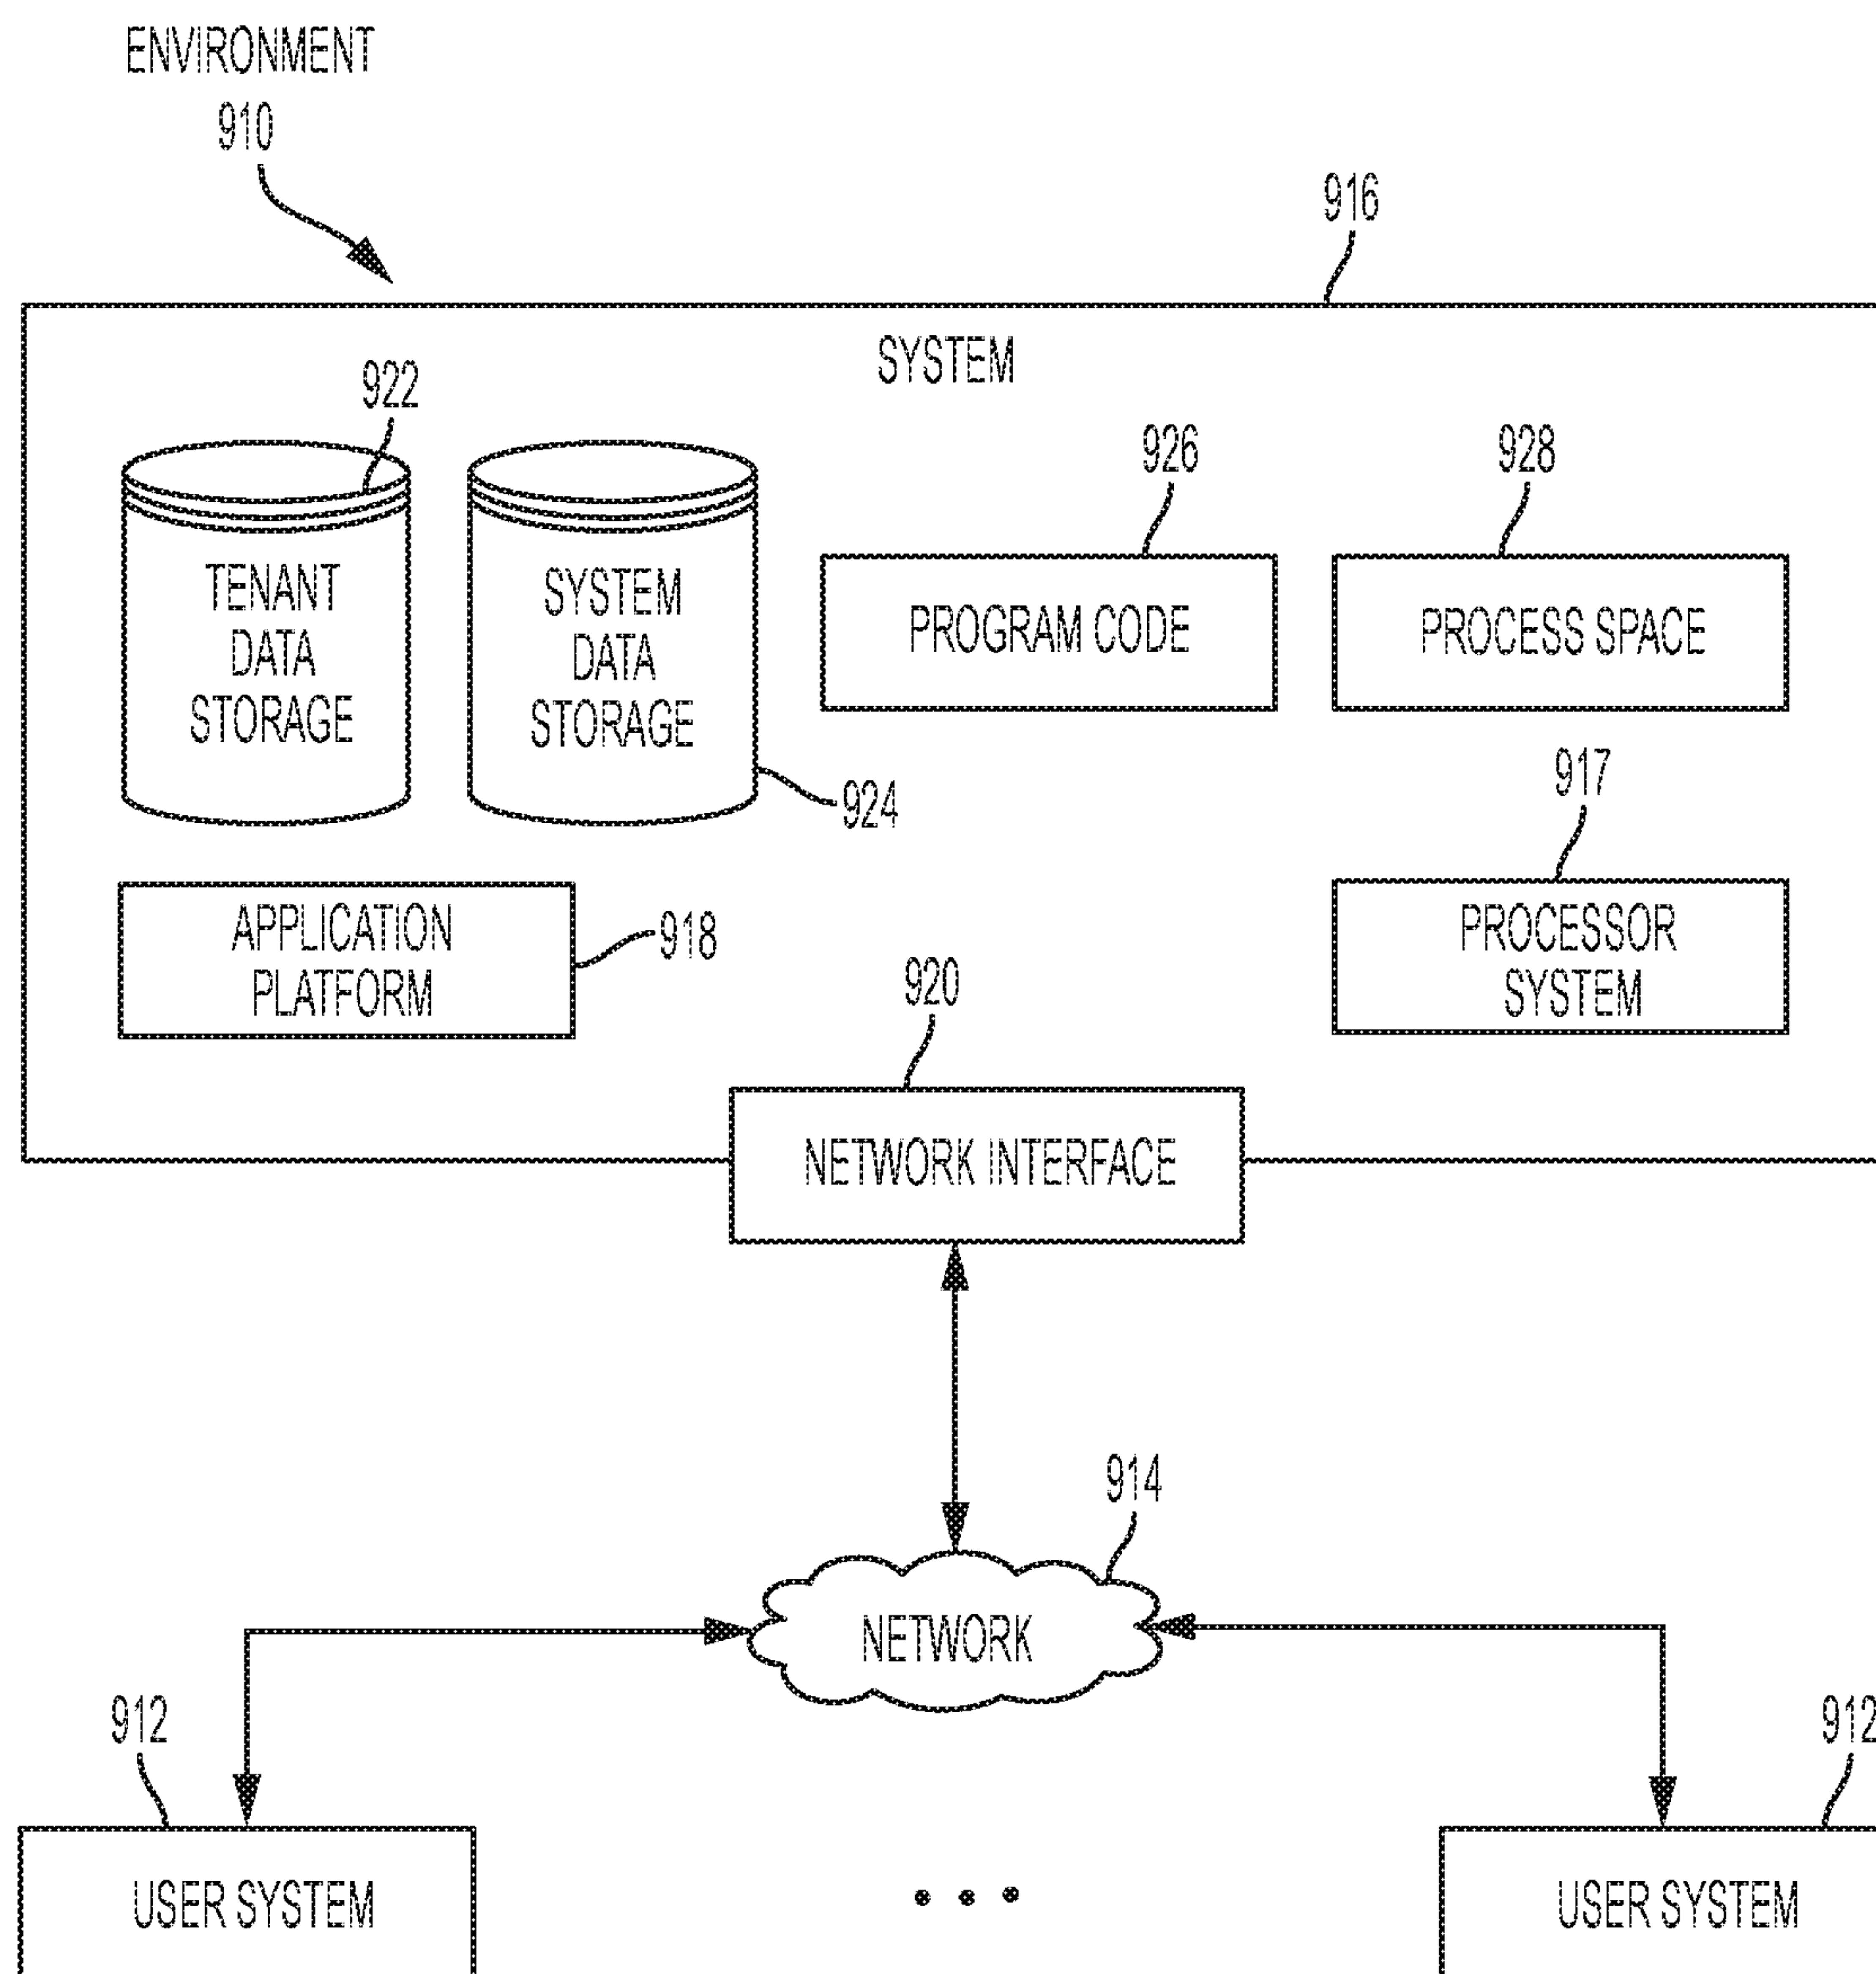 ENVIRONMENT
910
916
SYSTEM
922
926
928
TENANT
DATA
STORAGE
SYSTEM
DATA
STORAGE
PROGRAM CODE
PROCESS SPACE
924
917
APPLICATION
PLATFORM
918
PROCESSOR
SYSTEM
920
NETWORK INTERFACE
914
NETWORK
912
912
USER SYSTEM
USER SYSTEM